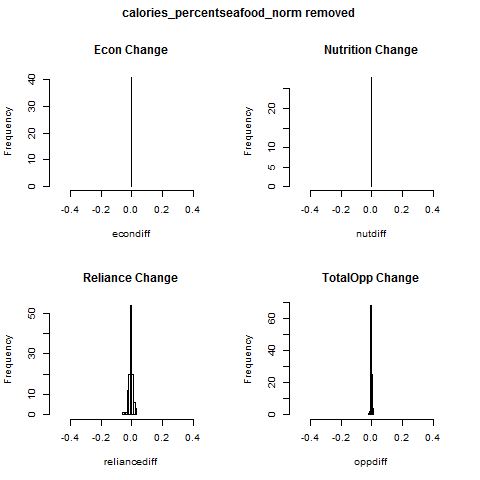 calories_percentseafood_norm removed
Econ Change
Frequency
0 10 20 30 40
-0.4 -0.2 0.0 0.2 0.4
econdiff
Nutrition Change
Frequency
0 5 10 20
-0.4 -0.2 0.0 0.2 0.4
nutdiff
Reliance Change
Frequency
0 10 30 50
-0.4 -0.2 0.0 0.2 0.4
reliancediff
TotalOpp Change
Frequency
0 20 40 60
-0.4 -0.2 0.0 0.2 0.4
oppdiff